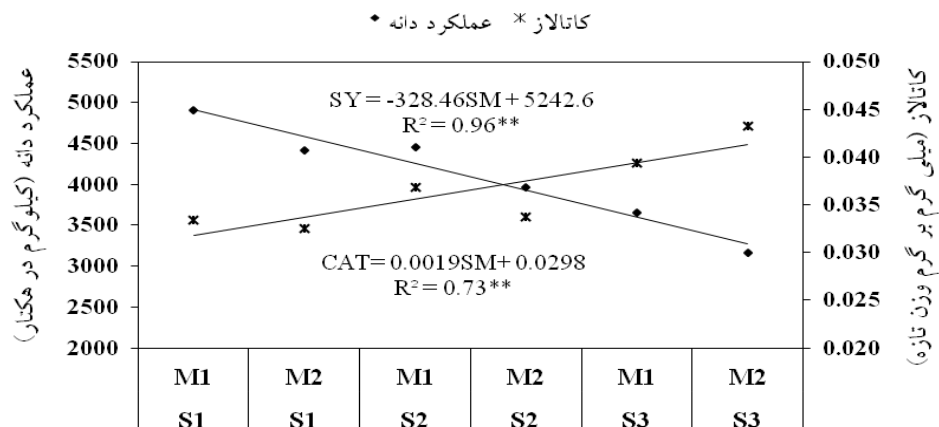 عملکرد دانه * کاتالاز
عملکرد دانه (کیلوگرم در هکتار)
5500
5000
4500
4000
3500
3000
2500
2000
SY = -328.46SM + 5242.6
R² = 0.96**
CAT= 0.0019SM+ 0.0298
R² = 0.73**
0.050
0.045
0.040
0.035
0.030
0.025
0.020
کاتالاز (میلی گرم بر گرم وزن تازه)
M1 M2 M1 M2 M1 M2
S1 S1 S2 S2 S3 S3